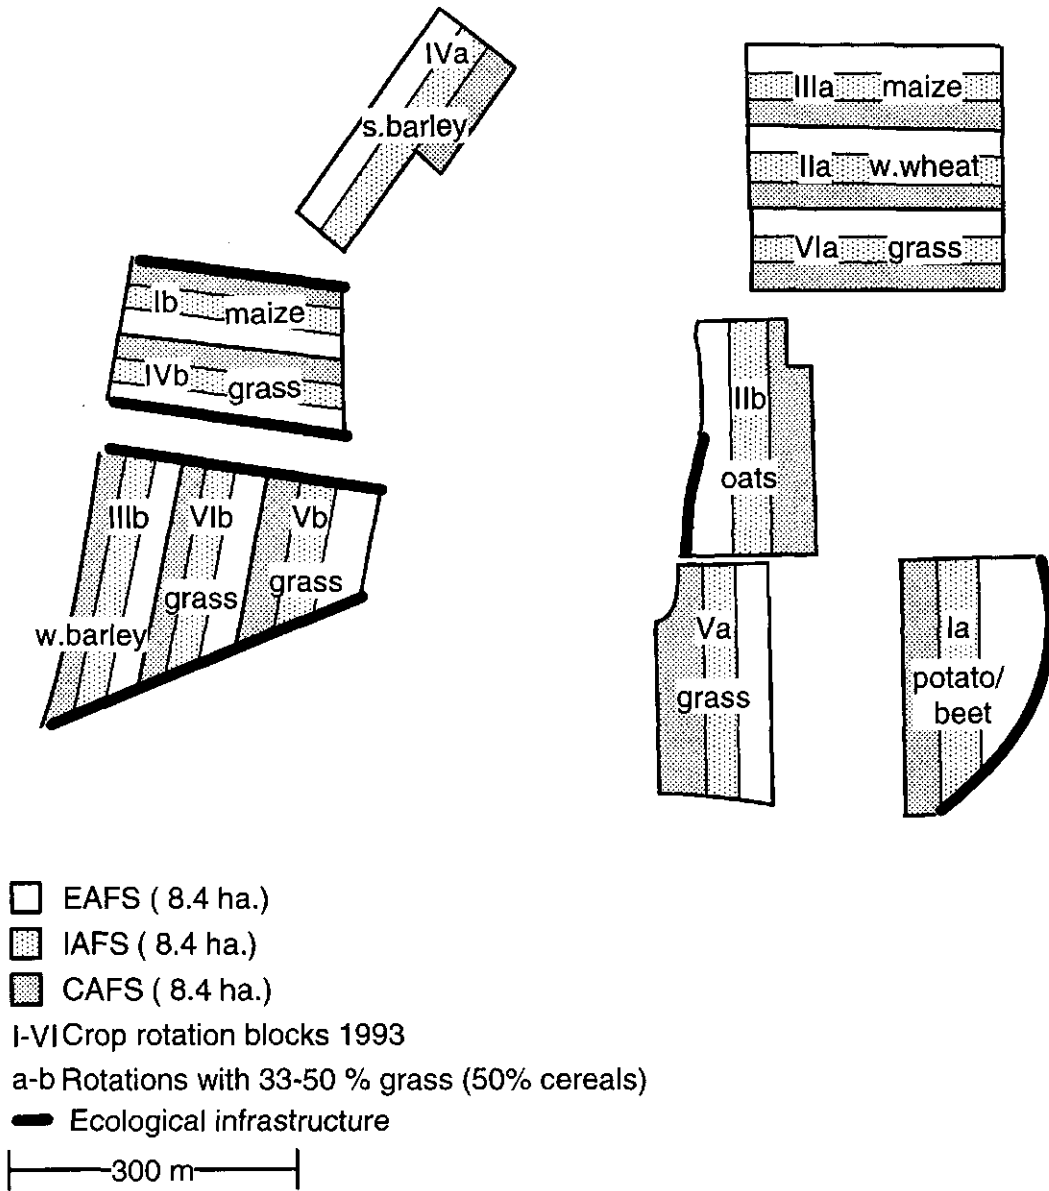 IVa
s.barley
IIIa maize
IIa w.wheat
VIa grass
Ib maize
IVb grass
IIb
oats
IIIb VIb Vb
grass grass
w.barley
Va
grass
Ia
potato/
beet
EAFS ( 8.4 ha.)
IAFS ( 8.4 ha.)
CAFS ( 8.4 ha.)
I-VI Crop rotation blocks 1993
a-b Rotations with 33-50 % grass (50% cereals)
Ecological infrastructure
300 m